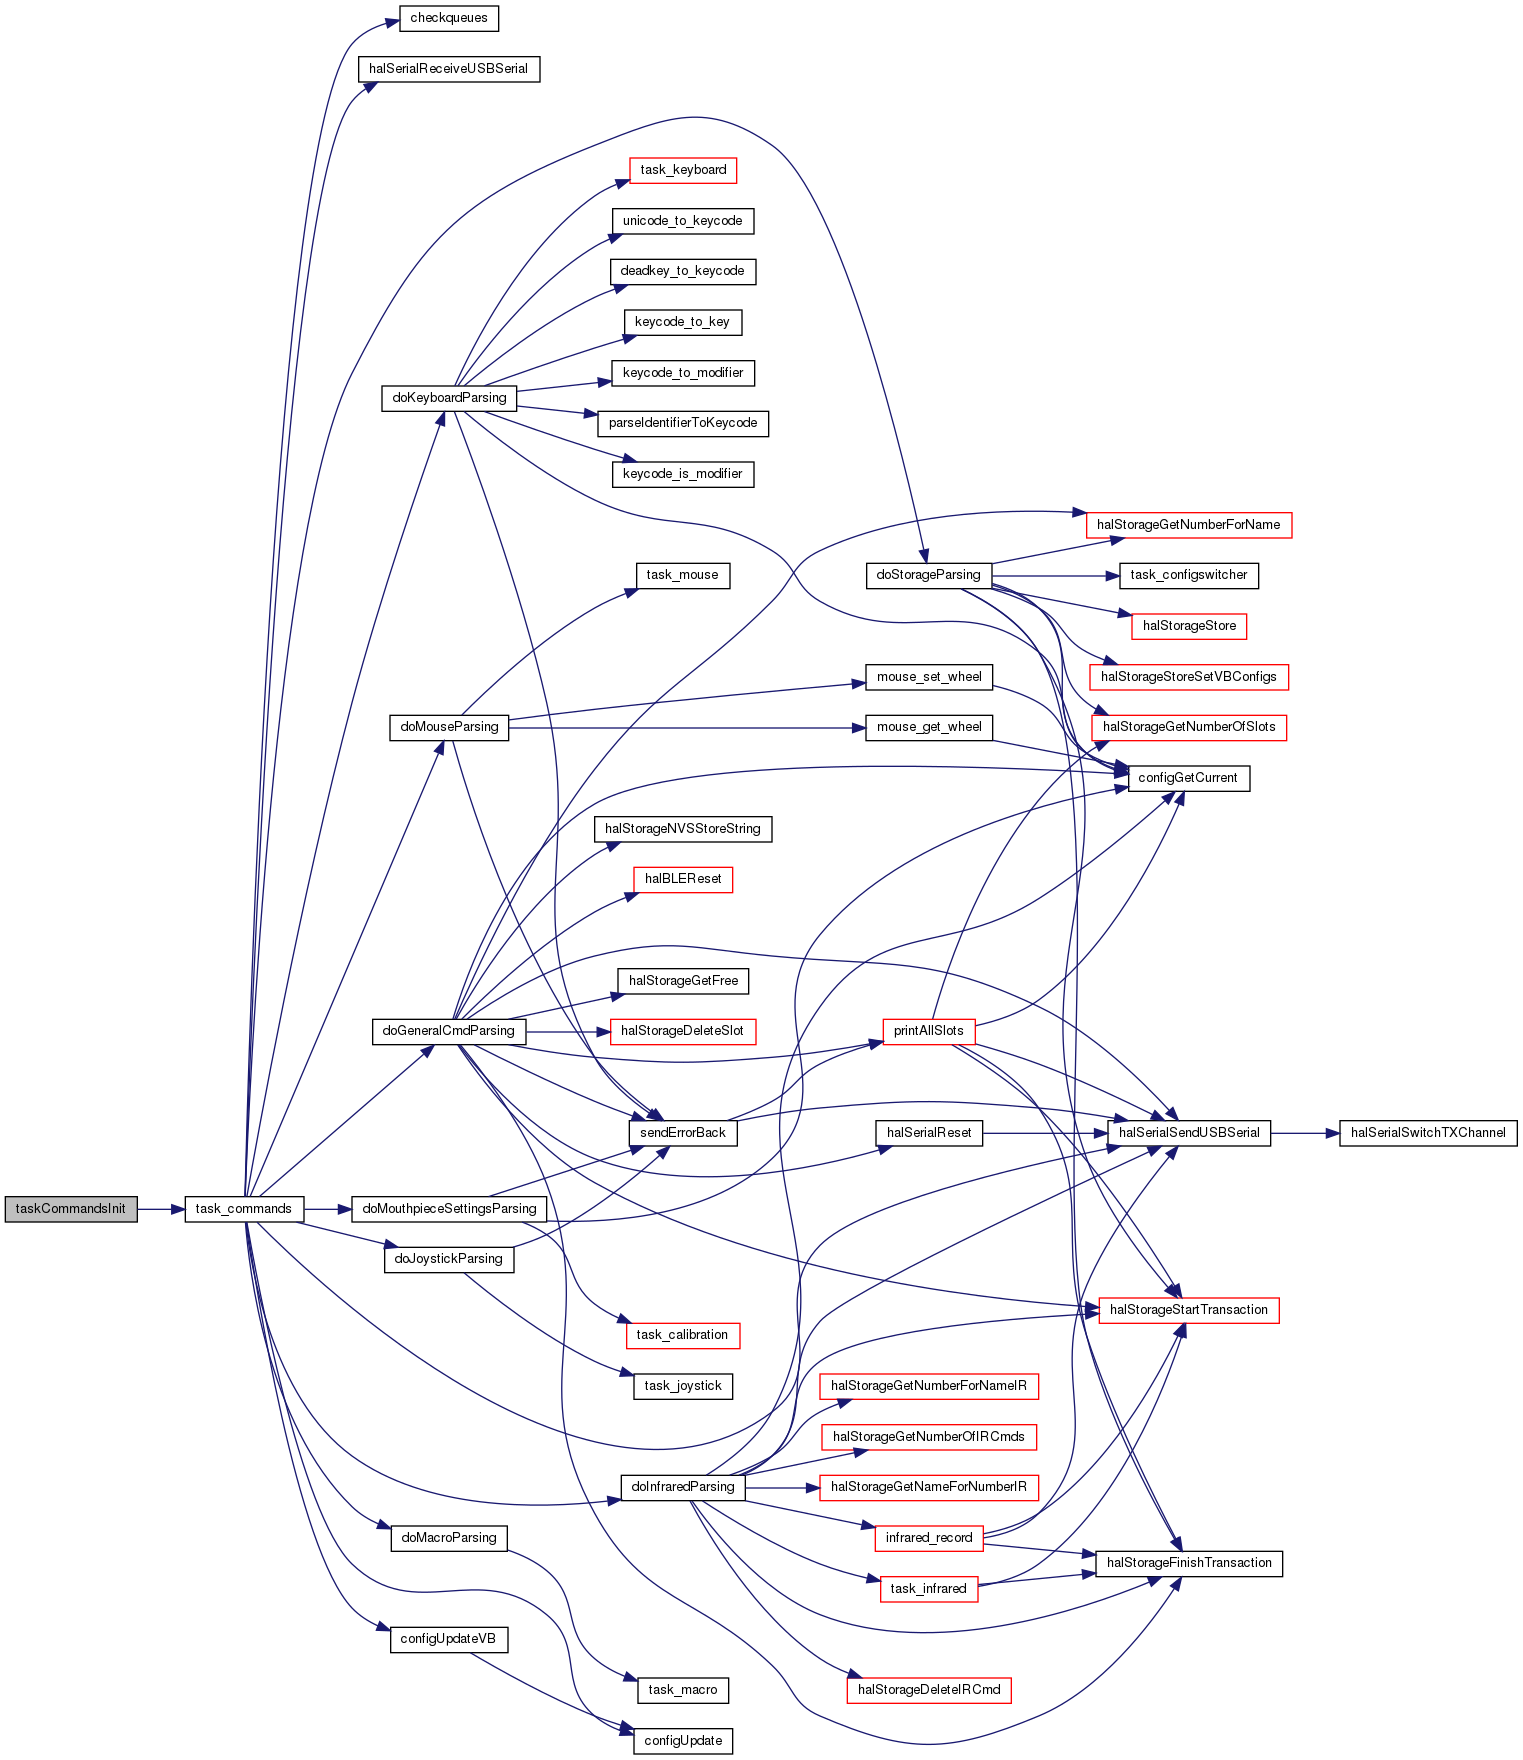 checkqueues
halSerialReceiveUSBSerial
task_keyboard
unicode_to_keycode
deadkey_to_keycode
keycode_to_key
keycode_to_modifier
doKeyboardParsing
parseIdentifierToKeycode
keycode_is_modifier
halStorageGetNumberForName
task_mouse
doStorageParsing
task_configswitcher
halStorageStore
mouse_set_wheel
halStorageStoreSetVBConfigs
doMouseParsing
mouse_get_wheel
halStorageGetNumberOfSlots
configGetCurrent
halStorageNVSStoreString
halBLEReset
halStorageGetFree
doGeneralCmdParsing
halStorageDeleteSlot
printAllSlots
sendErrorBack
halSerialReset
halSerialSendUSBSerial
halSerialSwitchTXChannel
taskCommandsInit
task_commands
doMouthpieceSettingsParsing
doJoystickParsing
halStorageStartTransaction
task_calibration
task_joystick
halStorageGetNumberForNameIR
halStorageGetNumberOfIRCmds
doInfraredParsing
halStorageGetNameForNumberIR
doMacroParsing
infrared_record
halStorageFinishTransaction
task_infrared
configUpdateVB
task_macro
halStorageDeleteIRCmd
configUpdate